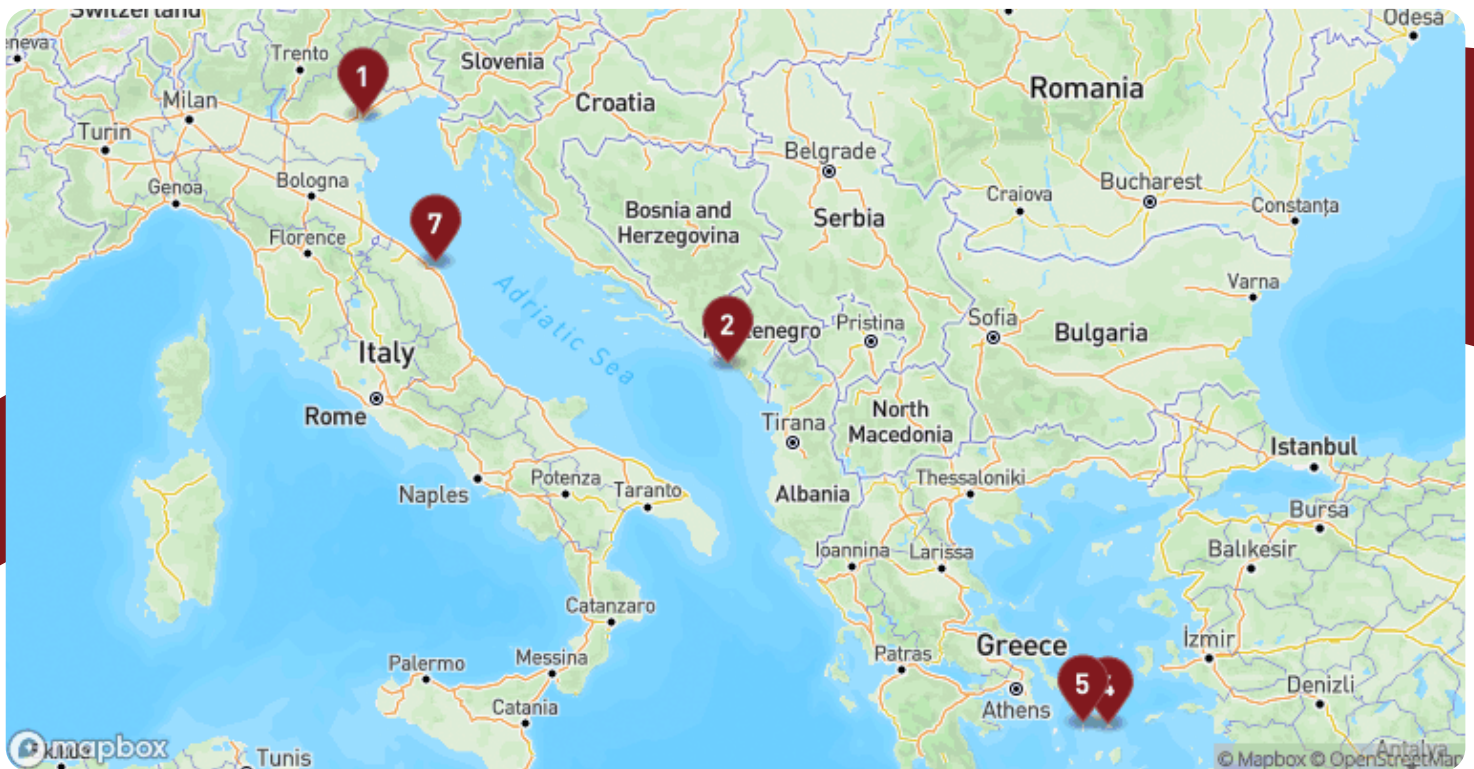 Switzerland
Odesa
eneva
Trento
Slovenia
1
Milan
Croatia
Romania
Turin
Belgrade
Genoa
Bologna
Craiova
Bucharest
Constanța
Bosnia and
Herzegovina
Serbia
7
Florence
Adriatic Sea
Varna
2
enegro
Pristina
Sofia
Bulgaria
Italy
Rome
Tirana
North
Macedonia
Istanbul
Naples
Potenza
Taranto
Albania
Thessaloniki
Bursa
Ioannina
Larissa
Balıkesir
Catanzaro
Palermo
Messina
Patras
Greece
İzmir
5
4
Athens
Denizli
Catania
mapbox
Tunis
Antalya
© Mapbox © OpenStreetMap